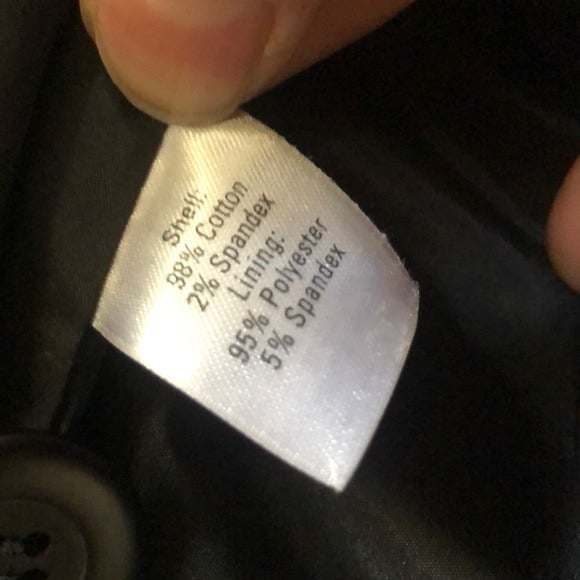 Shell:
98% Cotton
2% Spandex
Lining:
95% Polyester
5% Spandex